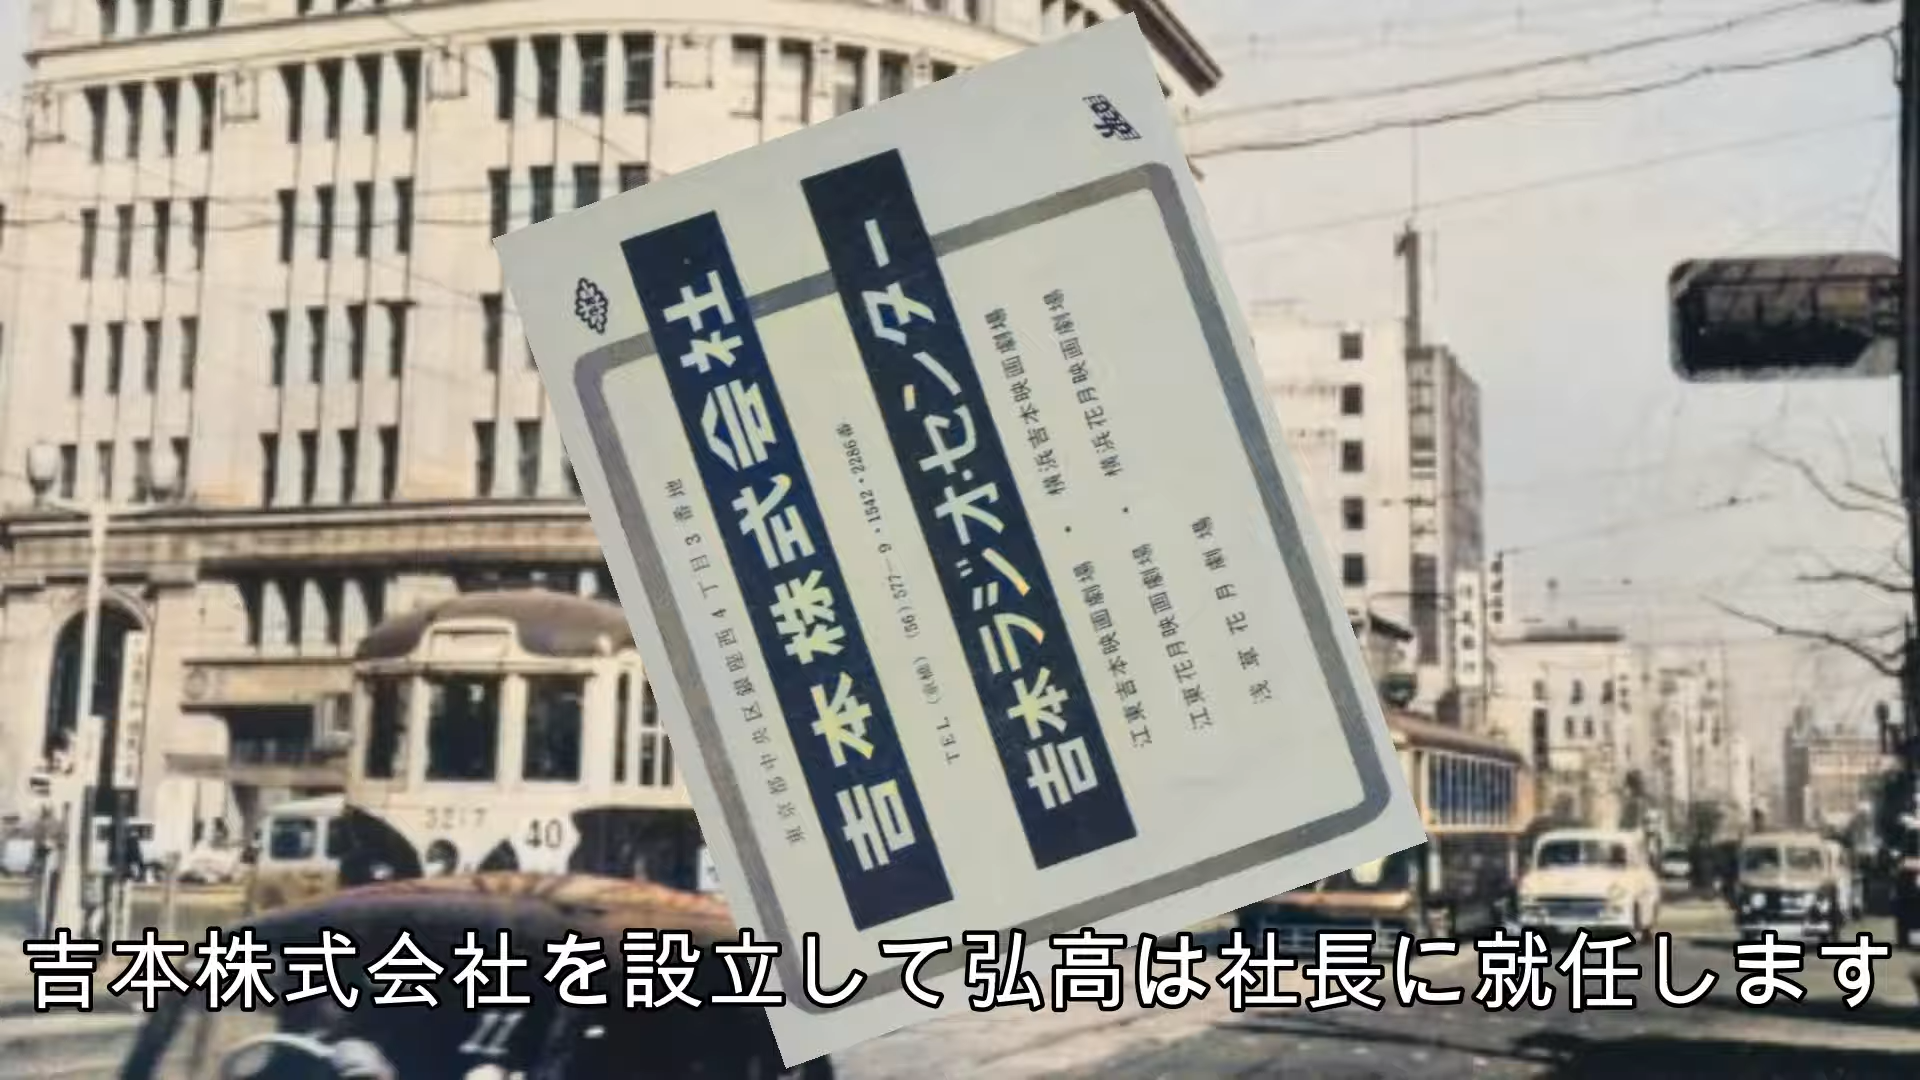 東京都中央区銀座西4丁目3番地
吉本株式会社
TEL (56) 577—9・1542・2286番
吉本ラジオ・センター
江東吉本映画劇場 ・ 横浜吉本映画劇場
江東花月映画劇場 ・ 横浜花月映画劇場
浅草花月劇場
3217
40
吉本株式会社を設立して弘高は社長に就任します